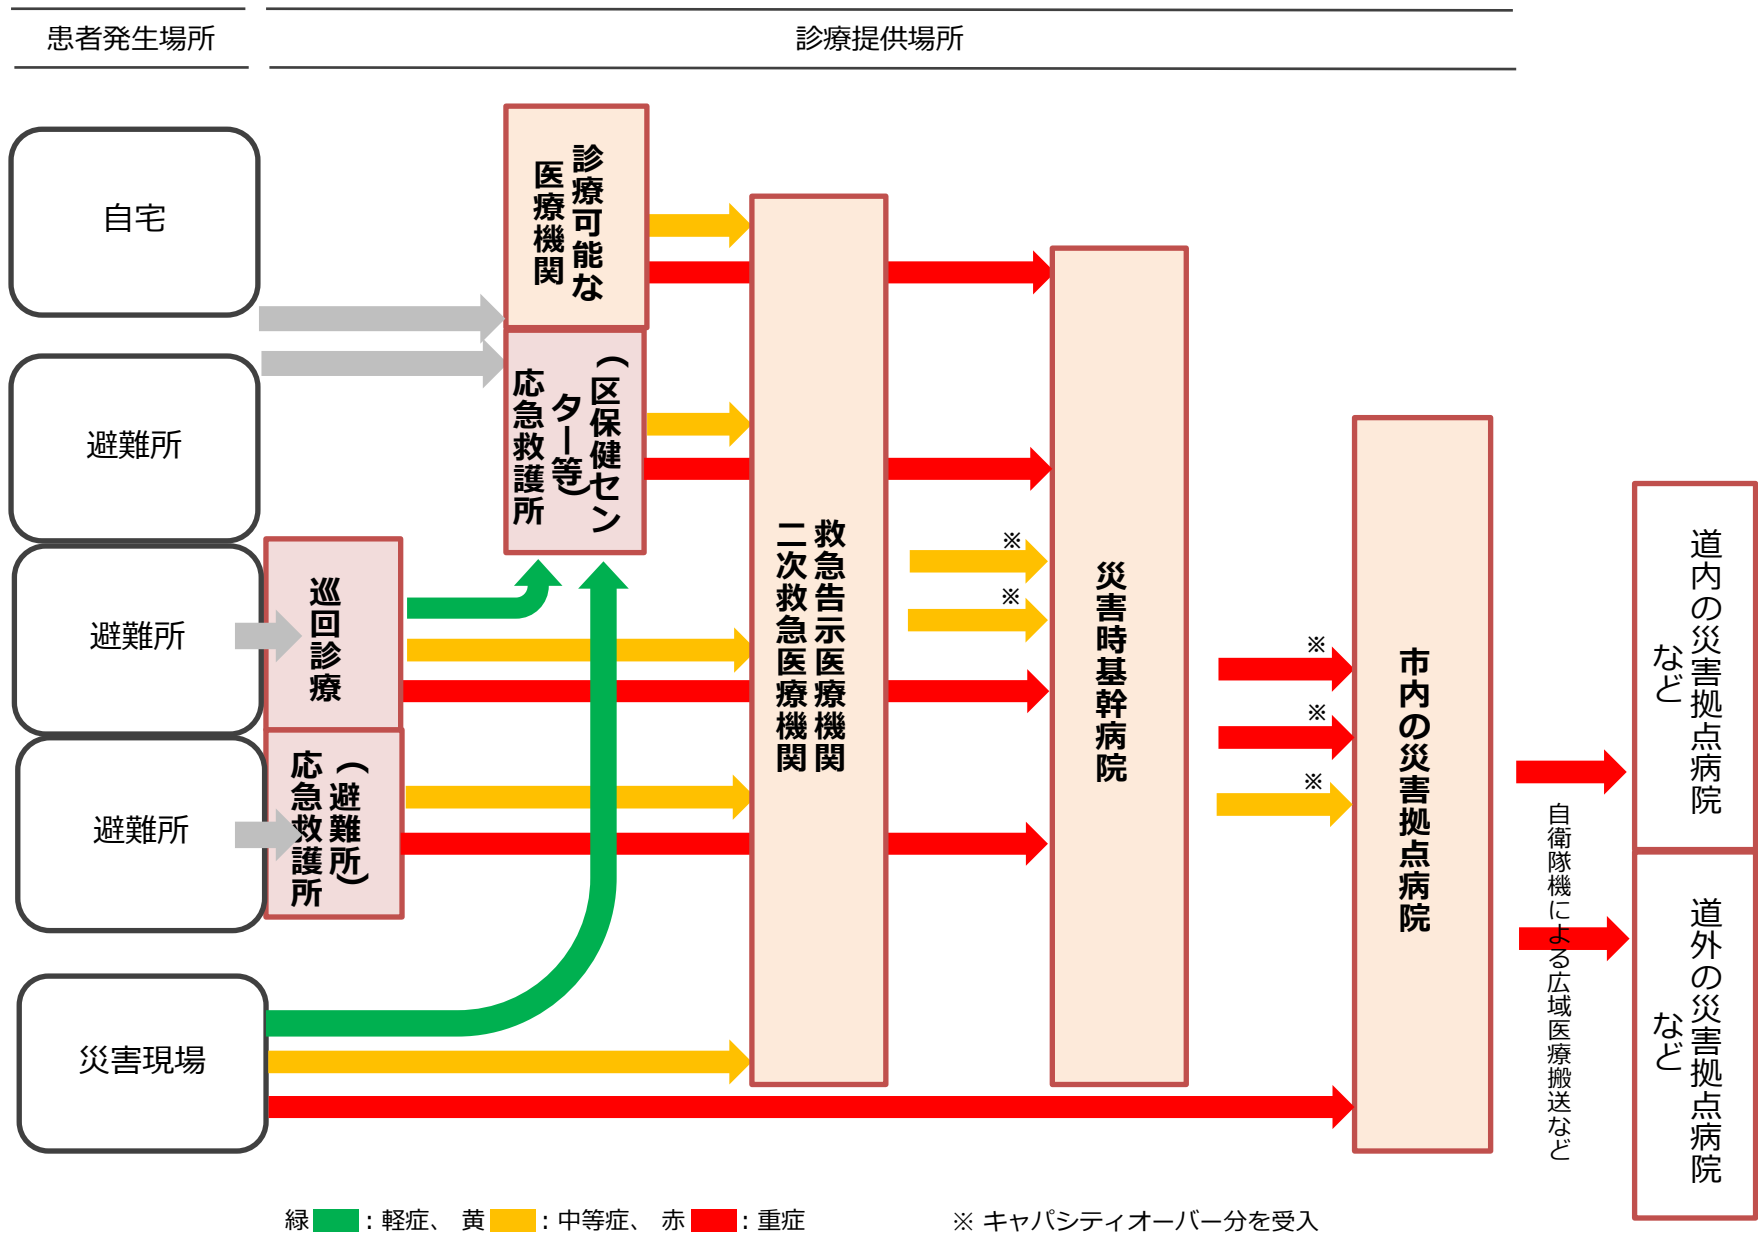 患者発生場所
診療提供場所
自宅
避難所
避難所
避難所
災害現場
診療可能な
医療機関
（区保健セン
ター等）
応急救護所
巡回診療
（避難所）
応急救護所
救急告示医療機関
二次救急医療機関
※
※
災害時基幹病院
※
※
※
市内の災害拠点病院
自衛隊機による広域医療搬送など
道内の災害拠点病院
など
道外の災害拠点病院
など
緑 ：軽症、 黄 ：中等症、 赤 ：重症
※ キャパシティオーバー分を受入